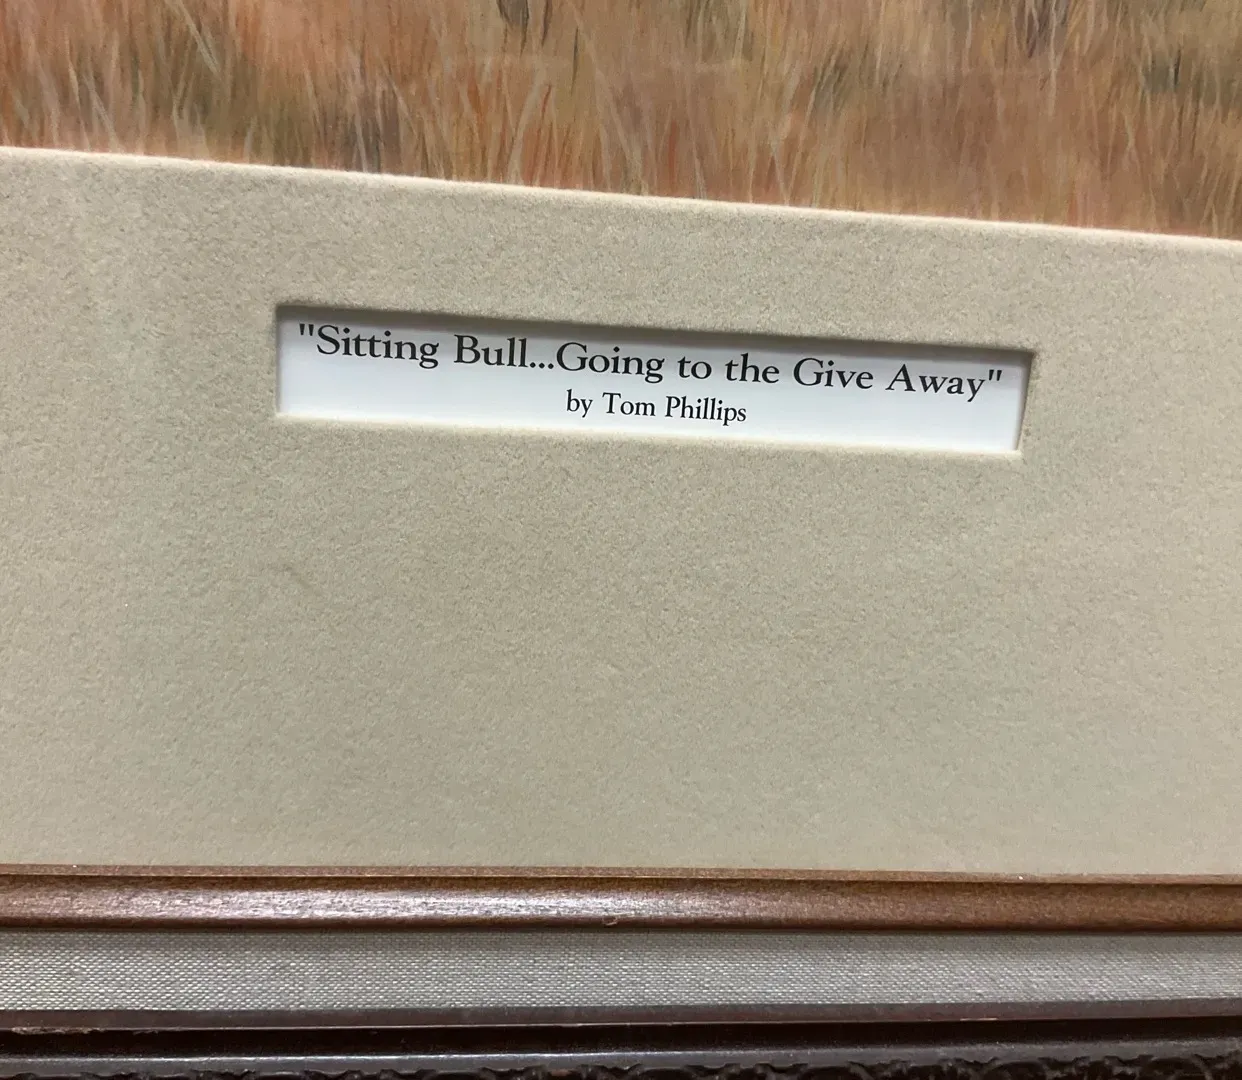 "Sitting Bull...Going to the Give Away"
by Tom Phillips